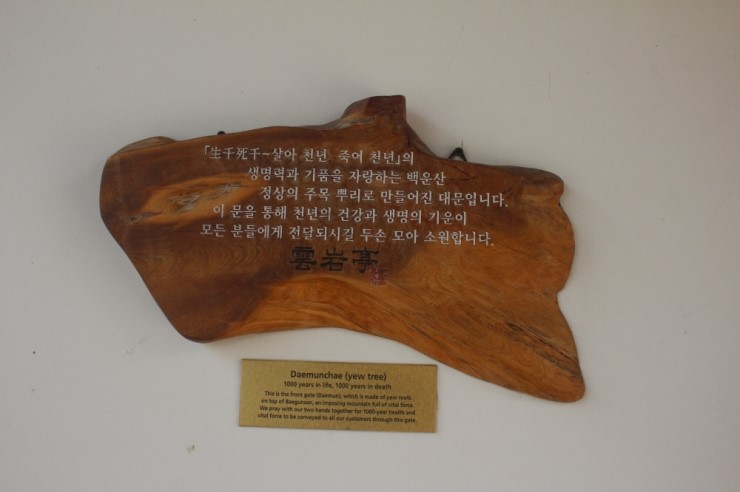 「生千死千~살아 천년 죽어 천년」의
생명력과 기품을 자랑하는 백운산
정상의 주목 뿌리로 만들어진 대문입니다.
이 문을 통해 천년의 건강과 생명의 기운이
모든 분들에게 전달되시길 두손 모아 소원합니다.
雲岩亭
Daemunchae (yew tree)
1000 years in life, 1000 years in death
This is the front gate (Daemun), which is made of yew roots
on top of Baegunsan, an imposing mountain full of vital force.
We pray with our two hands together for 1000-year health and
vital force to be conveyed to all our customers through this gate.